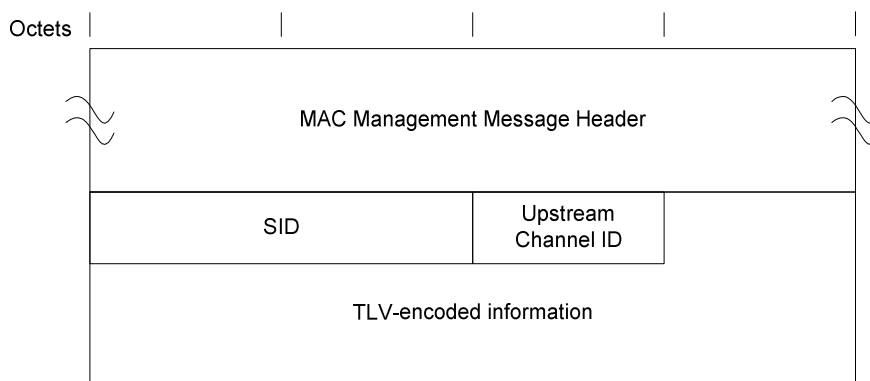 Octets
MAC Management Message Header
SID
Upstream
Channel ID
TLV-encoded information